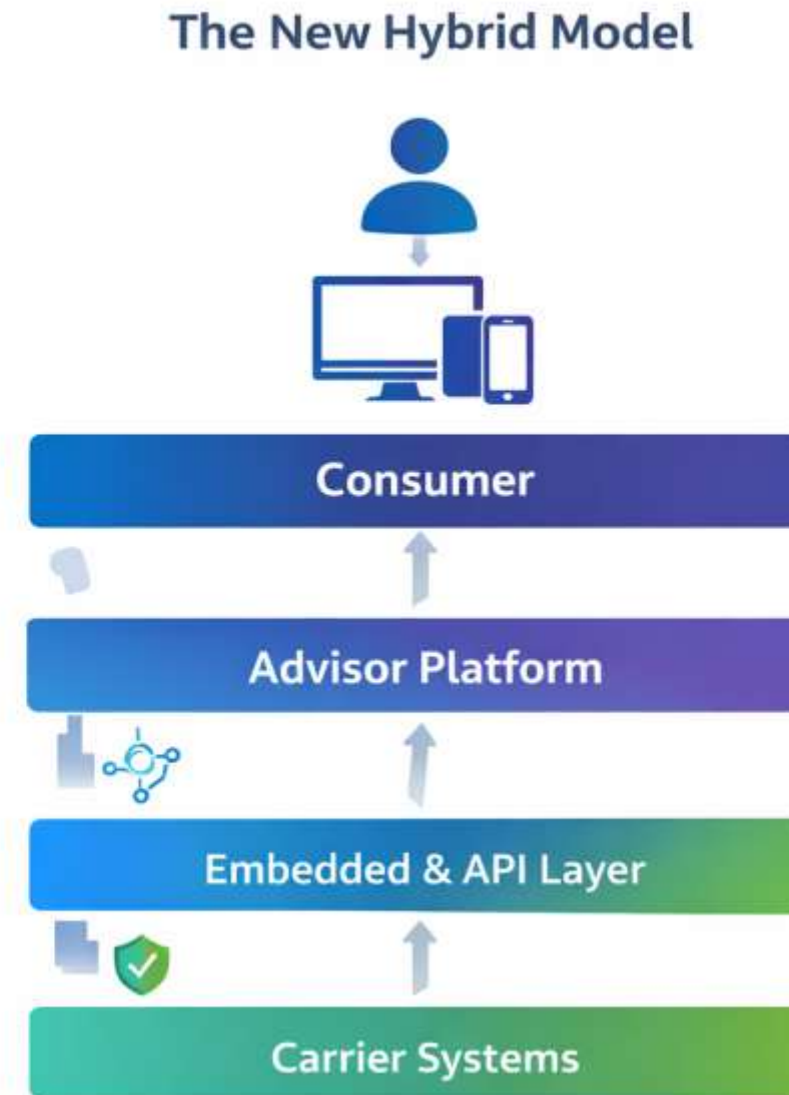 The New Hybrid Model
Consumer
Advisor Platform
Embedded & API Layer
Carrier Systems